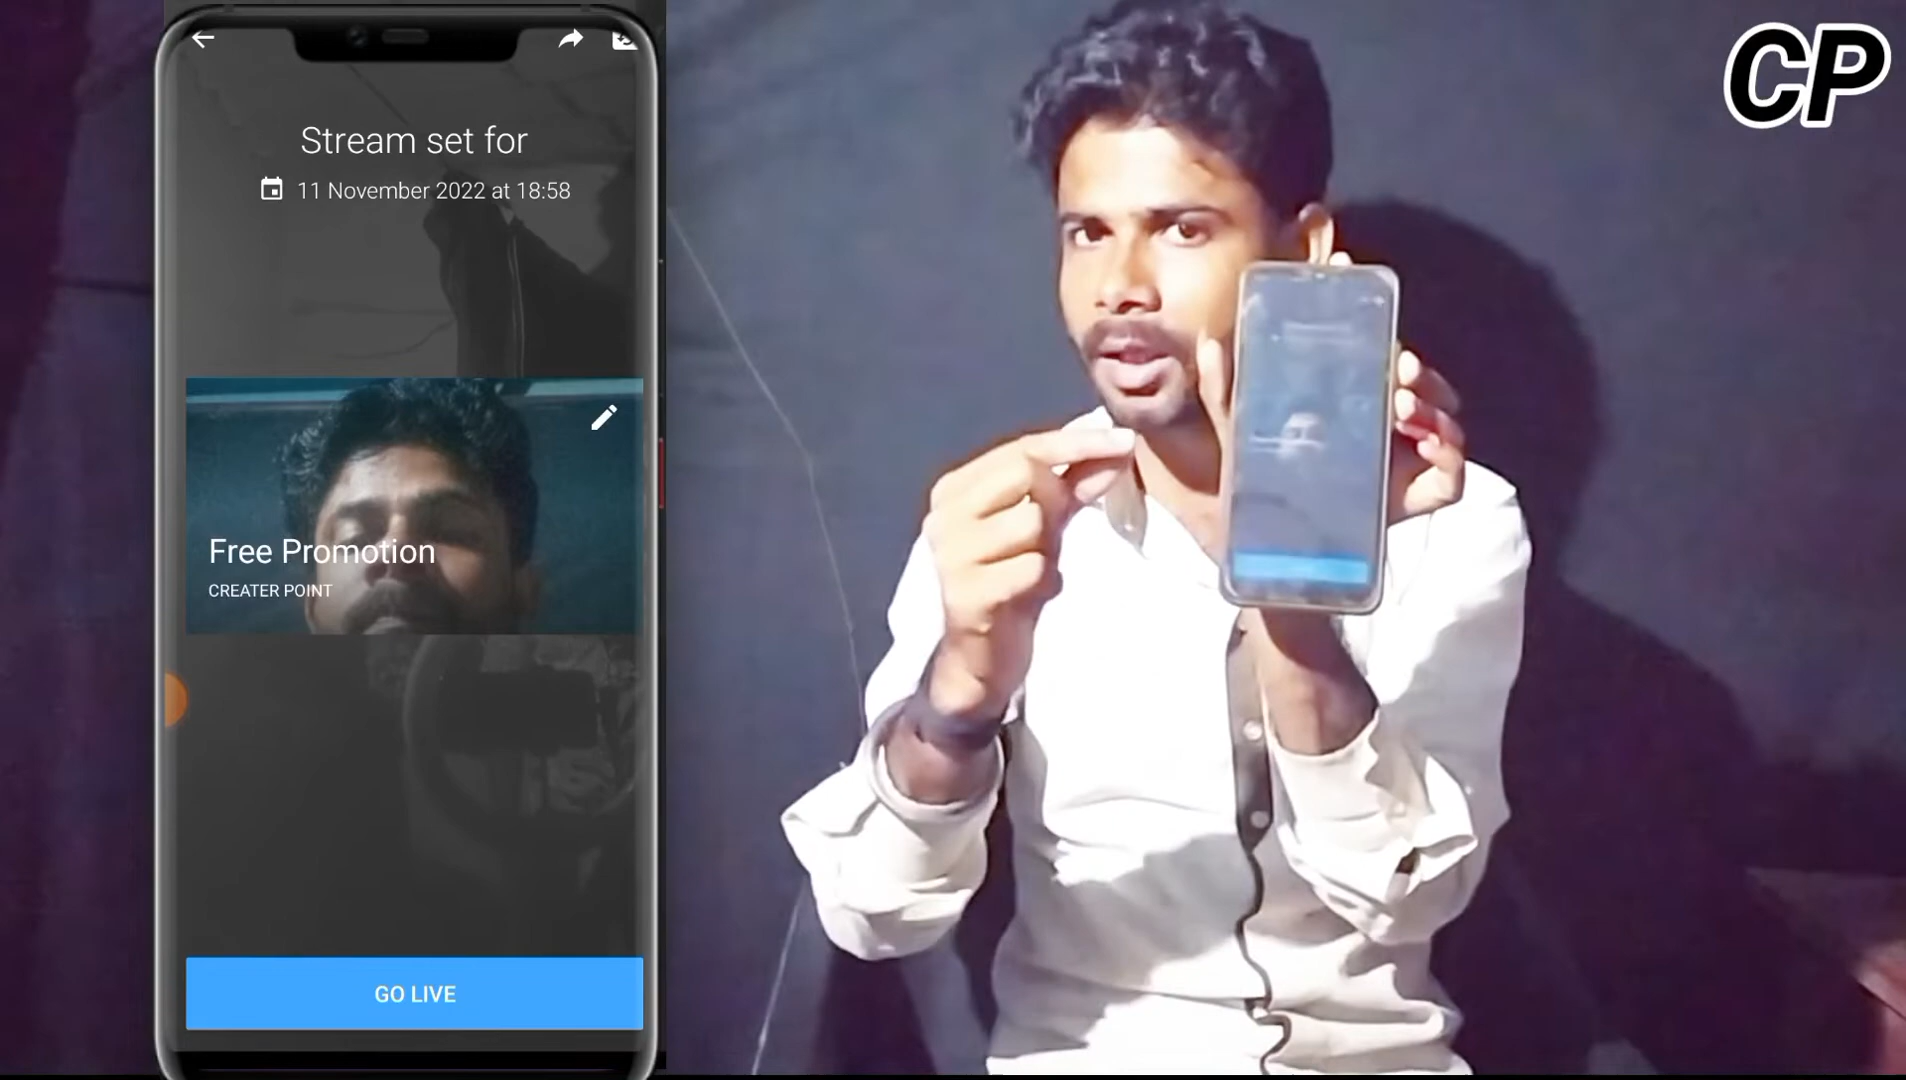 CP
Stream set for
11 November 2022 at 18:58
Free Promotion
CREATER POINT
GO LIVE